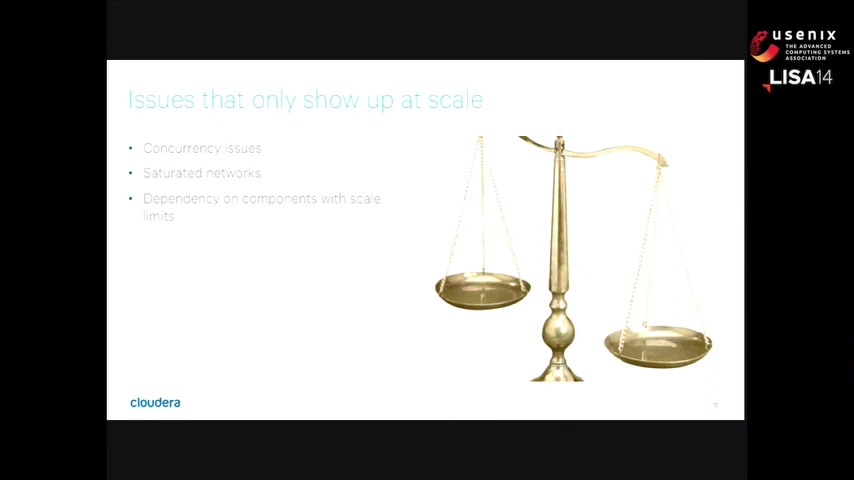 usenix
THE ADVANCED
COMPUTING SYSTEMS
ASSOCIATION
LISA14
Issues that only show up at scale
• Concurrency issues
• Saturated networks
• Dependency on components with scale
limits
cloudera